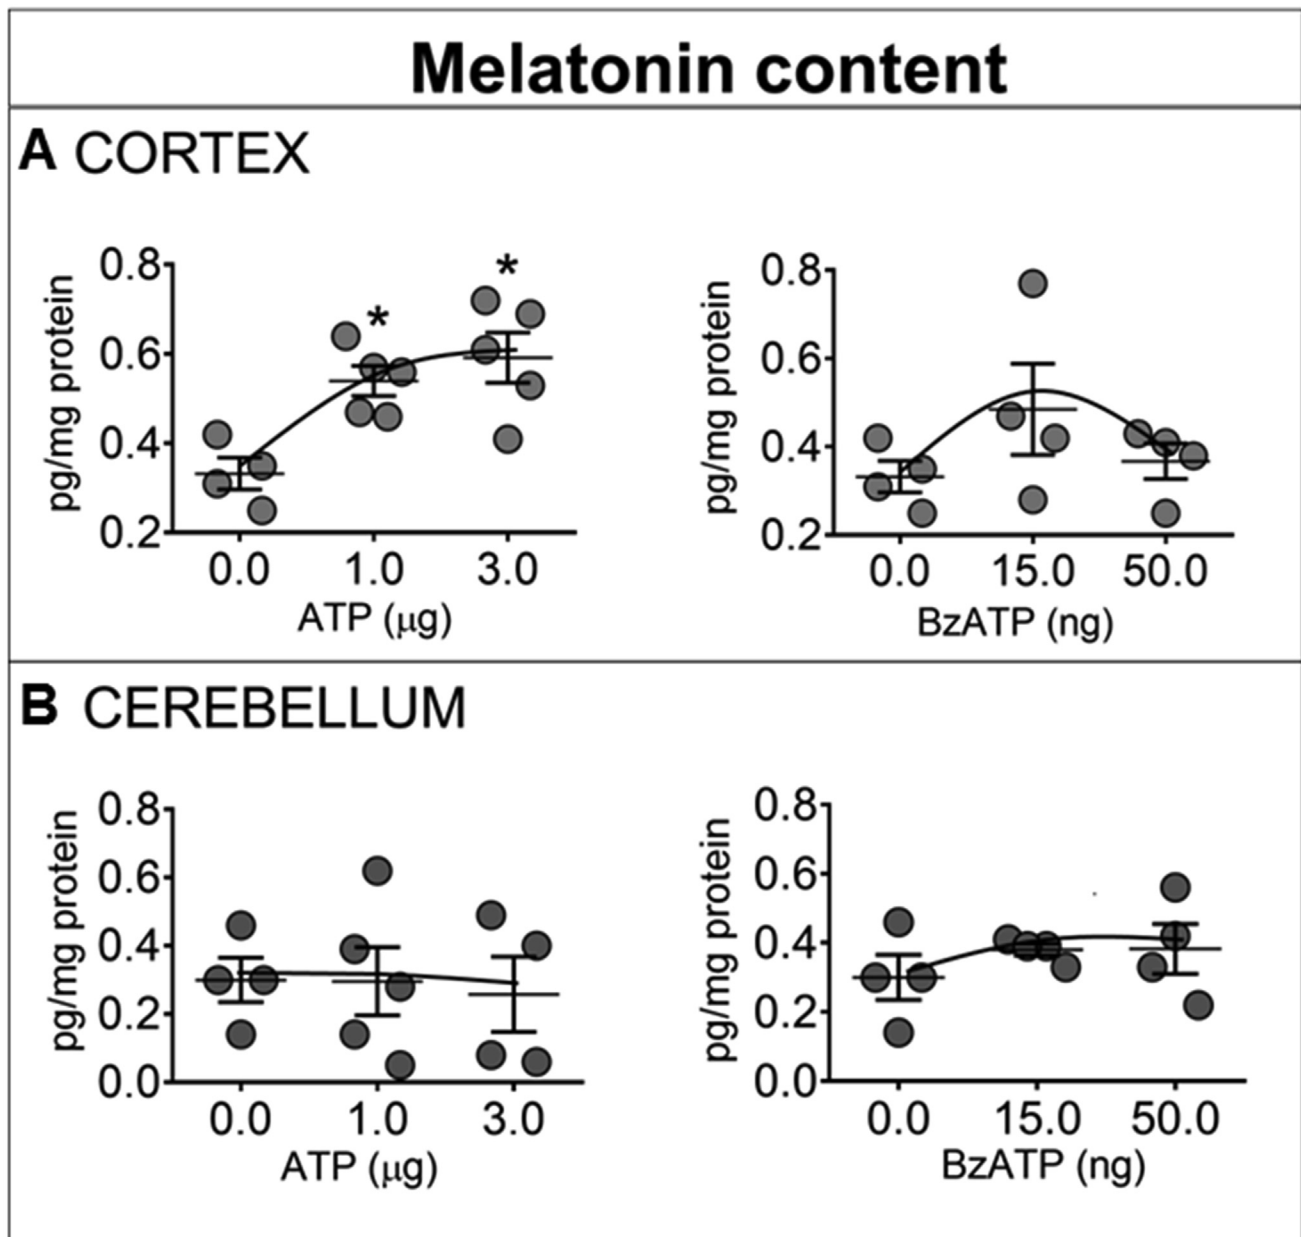 Melatonin content
A CORTEX
pg/mg protein
0.8
0.6
0.4
0.2
*
*
0.0 1.0 3.0
ATP (μg)
pg/mg protein
0.8
0.6
0.4
0.2
0.0 15.0 50.0
BzATP (ng)
B CEREBELLUM
pg/mg protein
0.8
0.6
0.4
0.2
0.0
0.0 1.0 3.0
ATP (μg)
pg/mg protein
0.8
0.6
0.4
0.2
0.0
0.0 15.0 50.0
BzATP (ng)